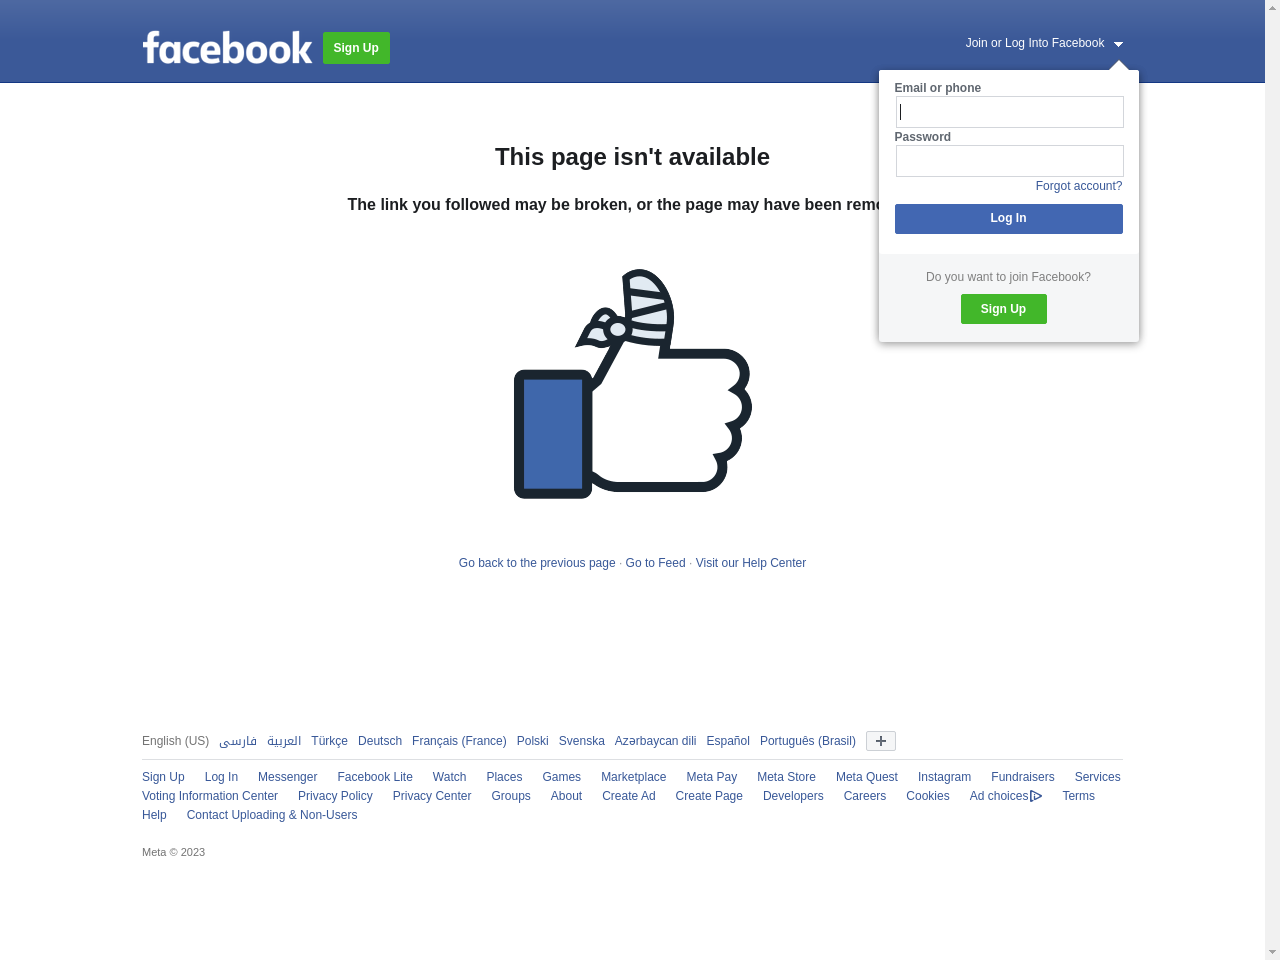 facebook
Sign Up
Join or Log Into Facebook
Email or phone
Password
Forgot account?
Log In
Do you want to join Facebook?
Sign Up
This page isn't available
The link you followed may be broken, or the page may have been
Go back to the previous page · Go to Feed · Visit our Help Center
English (US) فارسی العربية Türkçe Deutsch Français (France) Polski Svenska Azərbaycan dili Español Português (Brasil)
Sign Up Log In Messenger Facebook Lite Watch Places Games Marketplace Meta Pay Meta Store Meta Quest Instagram Fundraisers Services
Voting Information Center Privacy Policy Privacy Center Groups About Create Ad Create Page Developers Careers Cookies Ad choices Terms
Help Contact Uploading & Non-Users
Meta © 2023